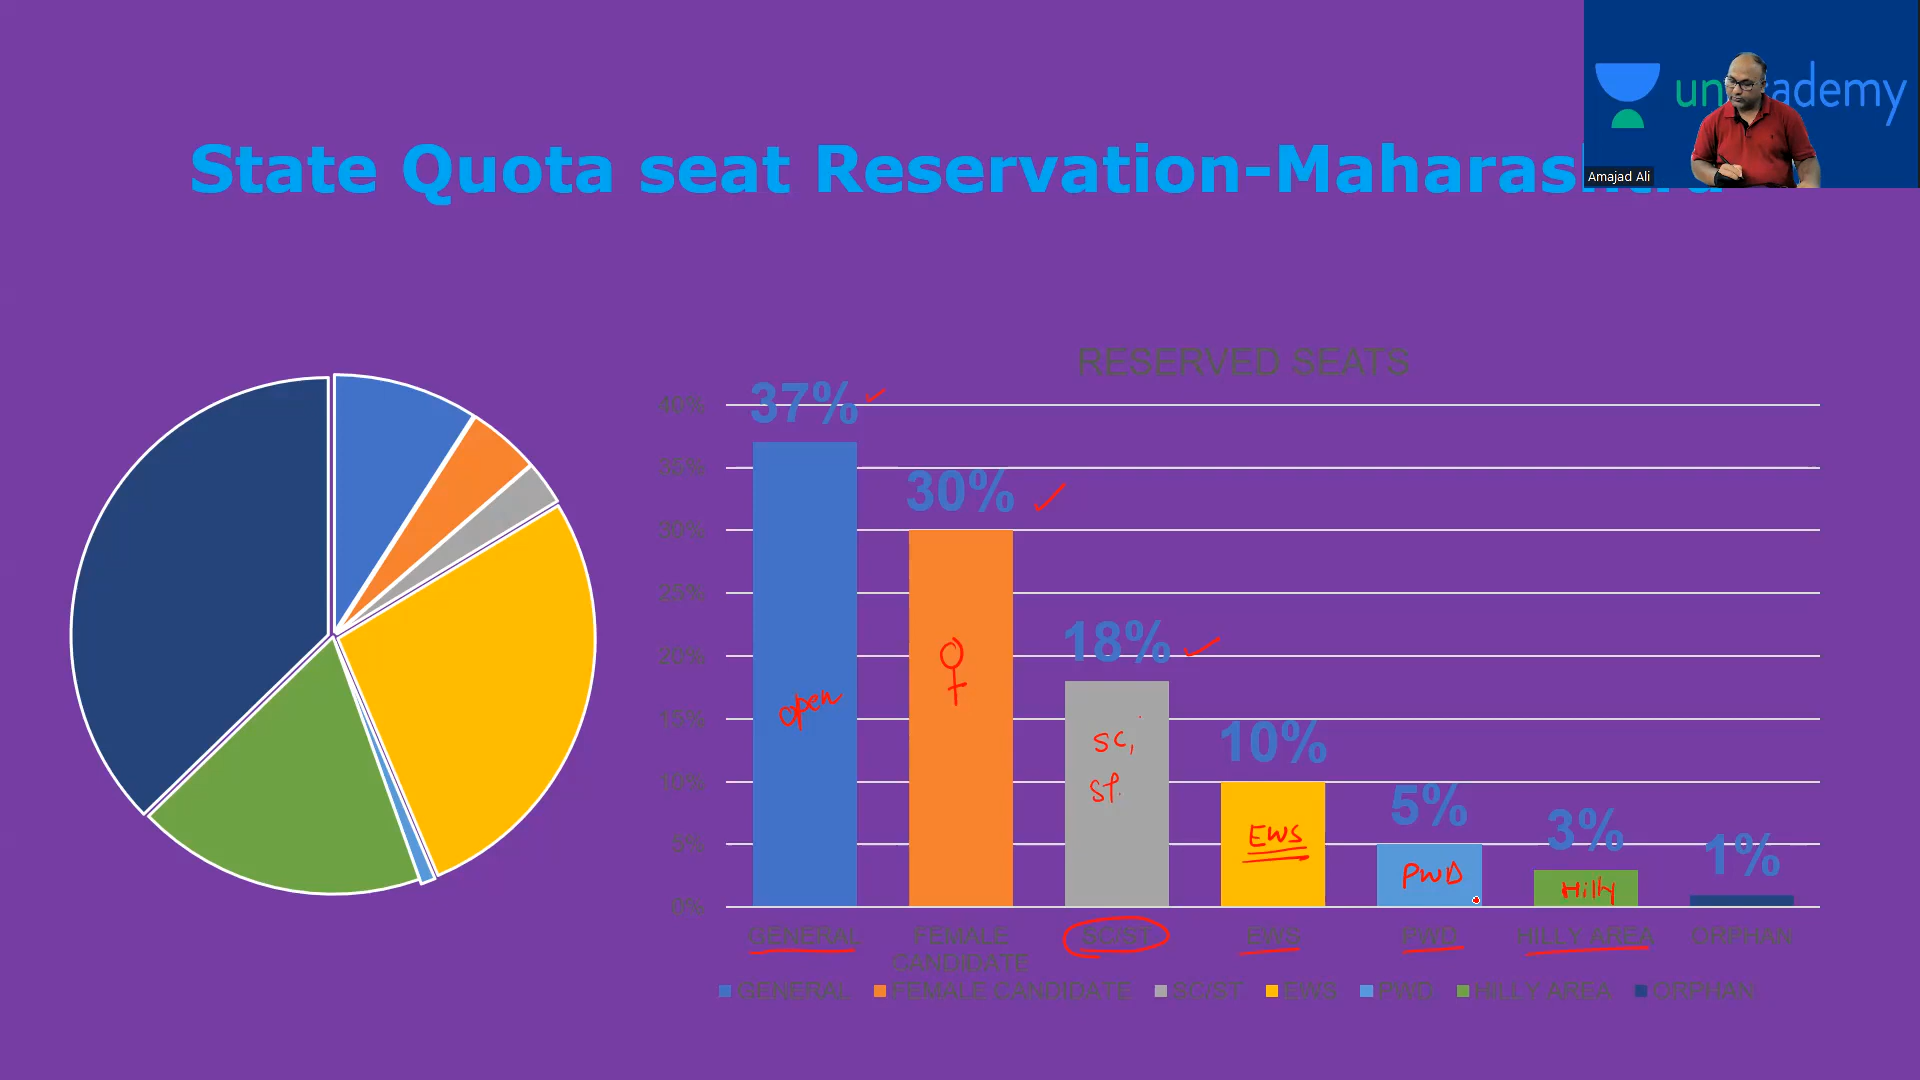 unacademy
Amajad Ali
State Quota seat Reservation-Maharashtra
RESERVED SEATS
40%
35%
30%
25%
20%
15%
10%
5%
0%
37%
30%
18%
10%
5%
3%
1%
open
SC,
ST.
EWS
PWD
Hilly
GENERAL
FEMALE
CANDIDATE
SC/ST
EWS
PWD
HILLY AREA
ORPHAN
GENERAL FEMALE CANDIDATE SC/ST EWS PWD HILLY AREA ORPHAN